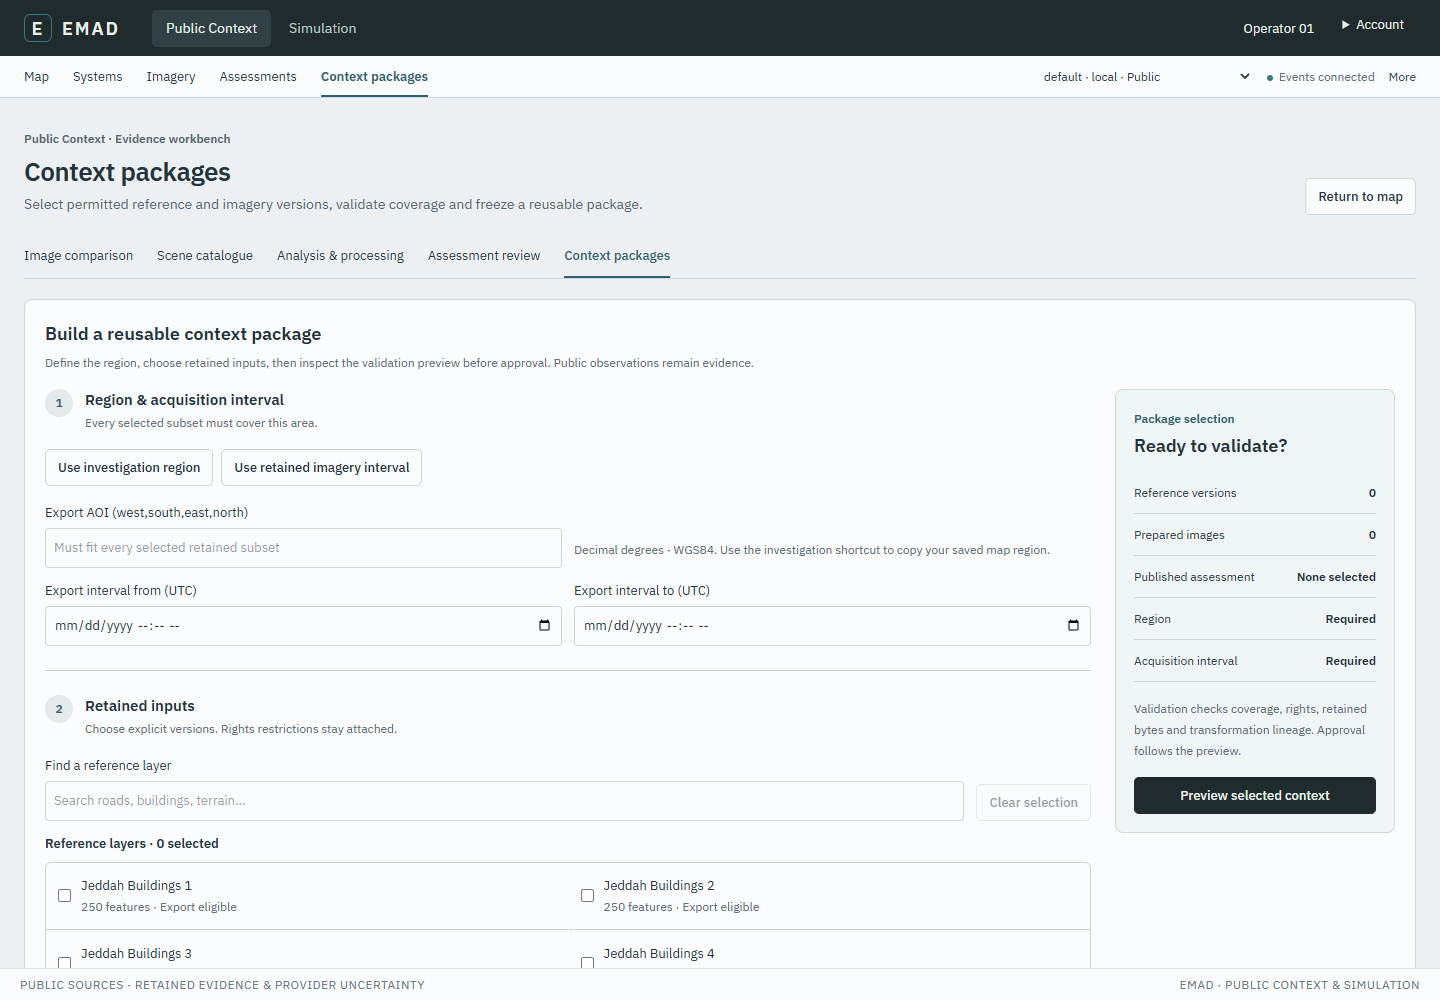 E EMAD Public Context Simulation Operator 01 Account
Map Systems Imagery Assessments Context packages default · local · Public Events connected More
Public Context · Evidence workbench
Context packages
Select permitted reference and imagery versions, validate coverage and freeze a reusable package.
Return to map
Image comparison Scene catalogue Analysis & processing Assessment review Context packages
Build a reusable context package
Define the region, choose retained inputs, then inspect the validation preview before approval. Public observations remain evidence.
1 Region & acquisition interval
Every selected subset must cover this area.
Use investigation region Use retained imagery interval
Export AOI (west,south,east,north)
Must fit every selected retained subset
Decimal degrees · WGS84. Use the investigation shortcut to copy your saved map region.
Export interval from (UTC) Export interval to (UTC)
mm/dd/yyyy --:-- -- mm/dd/yyyy --:-- --
2 Retained inputs
Choose explicit versions. Rights restrictions stay attached.
Find a reference layer
Search roads, buildings, terrain...
Clear selection
Reference layers · 0 selected
Jeddah Buildings 1 Jeddah Buildings 2
250 features · Export eligible 250 features · Export eligible
Jeddah Buildings 3 Jeddah Buildings 4
Package selection
Ready to validate?
Reference versions 0
Prepared images 0
Published assessment None selected
Region Required
Acquisition interval Required
Validation checks coverage, rights, retained
bytes and transformation lineage. Approval
follows the preview.
Preview selected context
PUBLIC SOURCES · RETAINED EVIDENCE & PROVIDER UNCERTAINTY EMAD · PUBLIC CONTEXT & SIMULATION